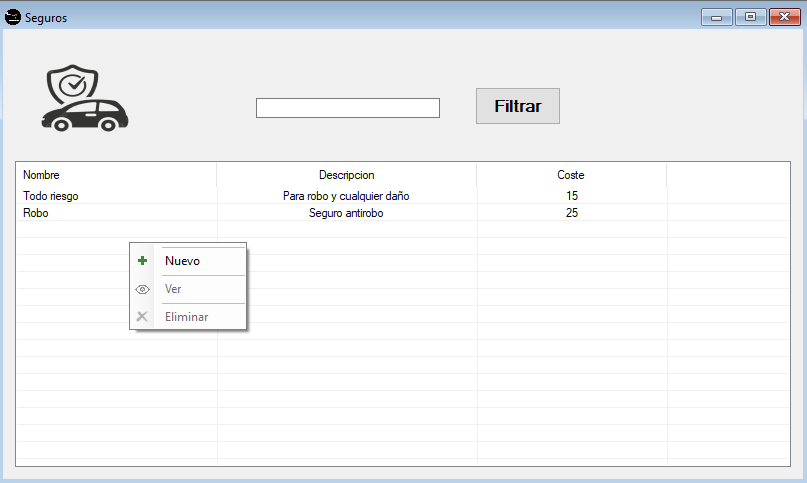 Seguros
Filtrar
Nombre Descripcion Coste
Todo riesgo Para robo y cualquier daño 15
Robo Seguro antirobo 25
Nuevo
Ver
Eliminar